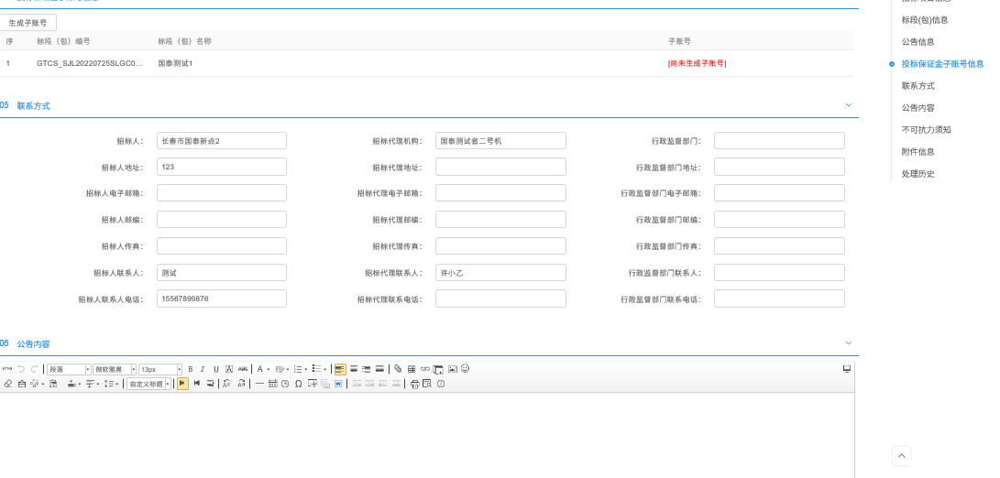 生成子账号
序 标段（包）编号 标段（包）名称 子账号
1 GTCS_SJL20220725SLGC0... 国泰测试1 [尚未生成子账号]
05 联系方式
招标人： 长春市国泰新点2 招标代理机构： 国泰测试省二号机 行政监督部门：
招标人地址： 123 招标代理地址： 行政监督部门地址：
招标人电子邮箱： 招标代理电子邮箱： 行政监督部门电子邮箱：
招标人邮编： 招标代理邮编： 行政监督部门邮编：
招标人传真： 招标代理传真： 行政监督部门传真：
招标人联系人： 测试 招标代理联系人： 许小乙 行政监督部门联系人：
招标人联系人电话： 15567899876 招标代理联系电话： 行政监督部门联系电话：
06 公告内容
HTML 段落 微软雅黑 13px B I U A ABC A
自定义标题
标段(包)信息
公告信息
投标保证金子账号信息
联系方式
公告内容
不可抗力须知
附件信息
处理历史